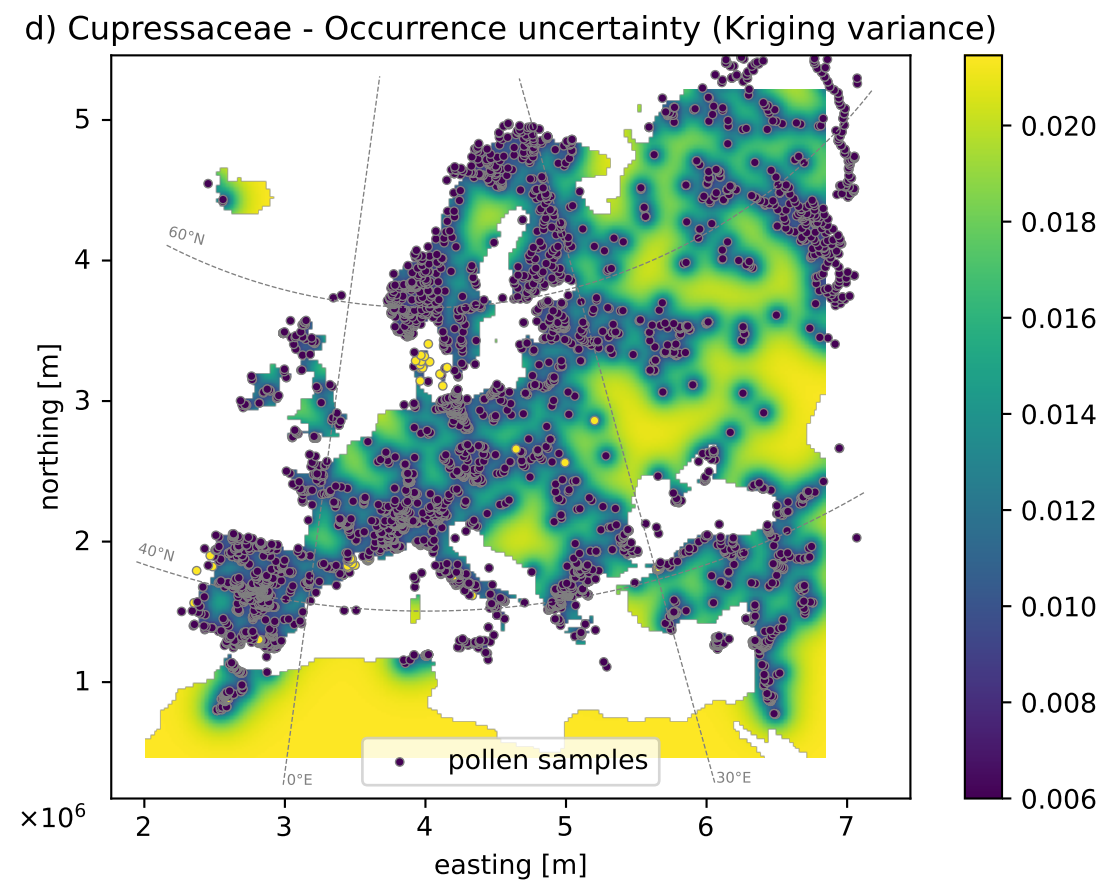 d) Cupressaceae - Occurrence uncertainty (Kriging variance)
northing [m]
5
4
3
2
1
60°N
40°N
0°E
30°E
pollen samples
×10⁶
2 3 4 5 6 7
easting [m]
0.020
0.018
0.016
0.014
0.012
0.010
0.008
0.006